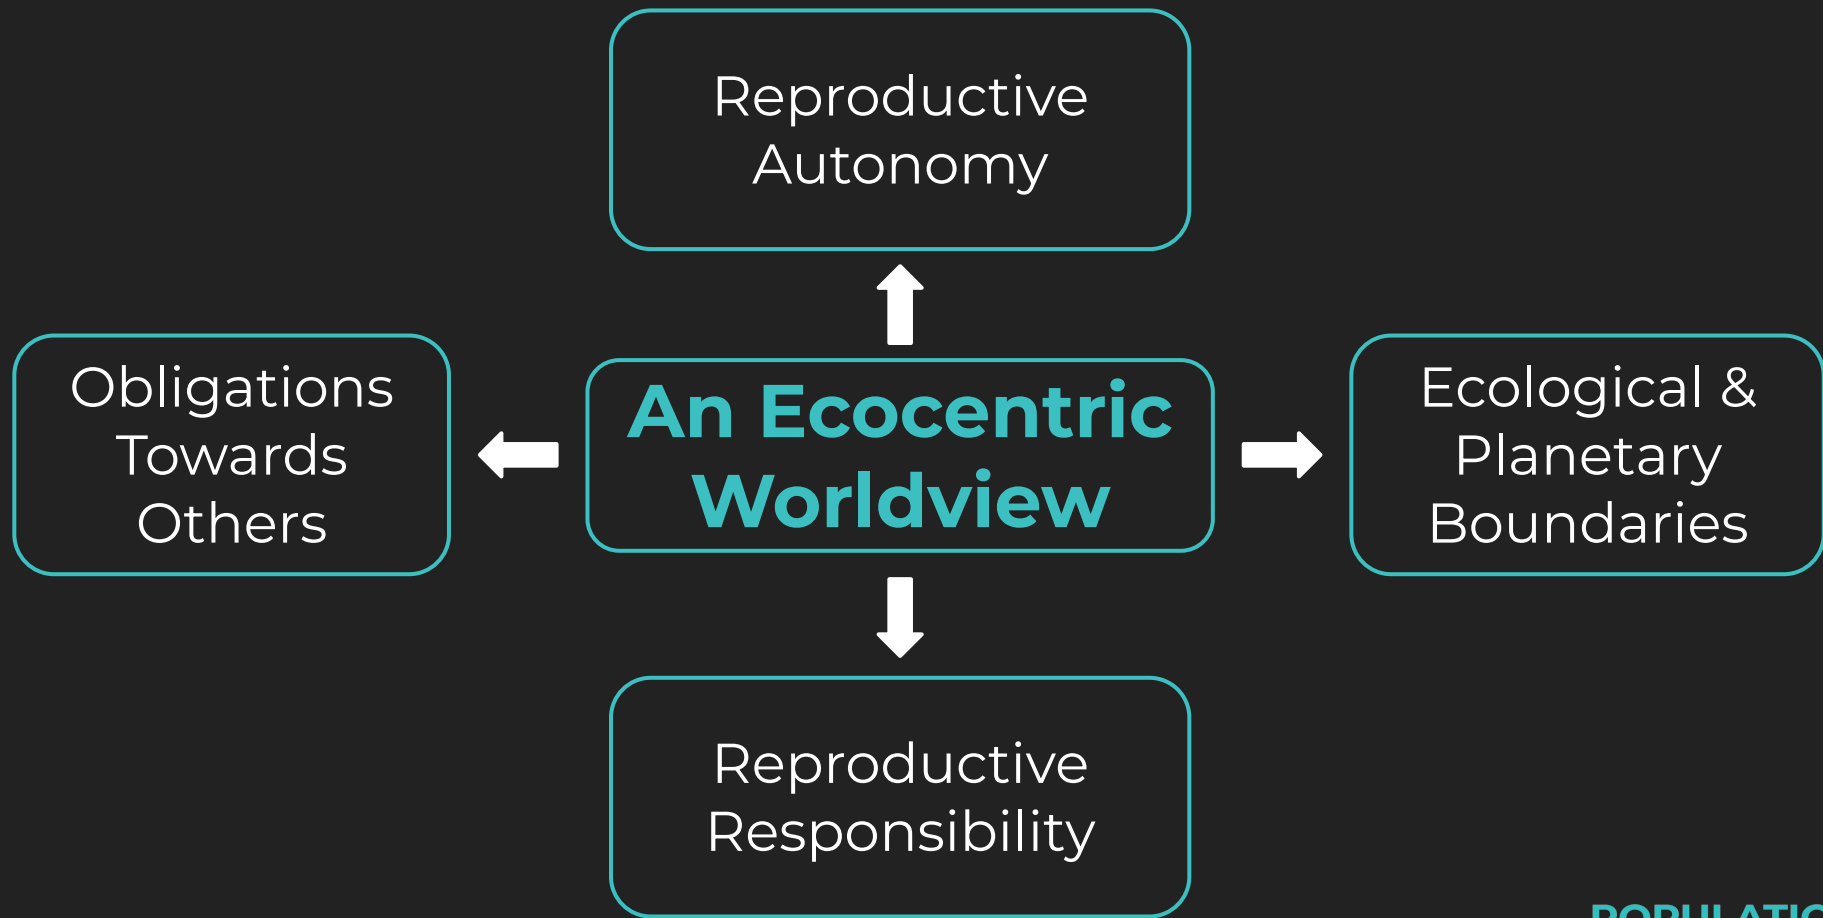 Reproductive
Autonomy
Obligations
Towards
Others
An Ecocentric
Worldview
Ecological &
Planetary
Boundaries
Reproductive
Responsibility